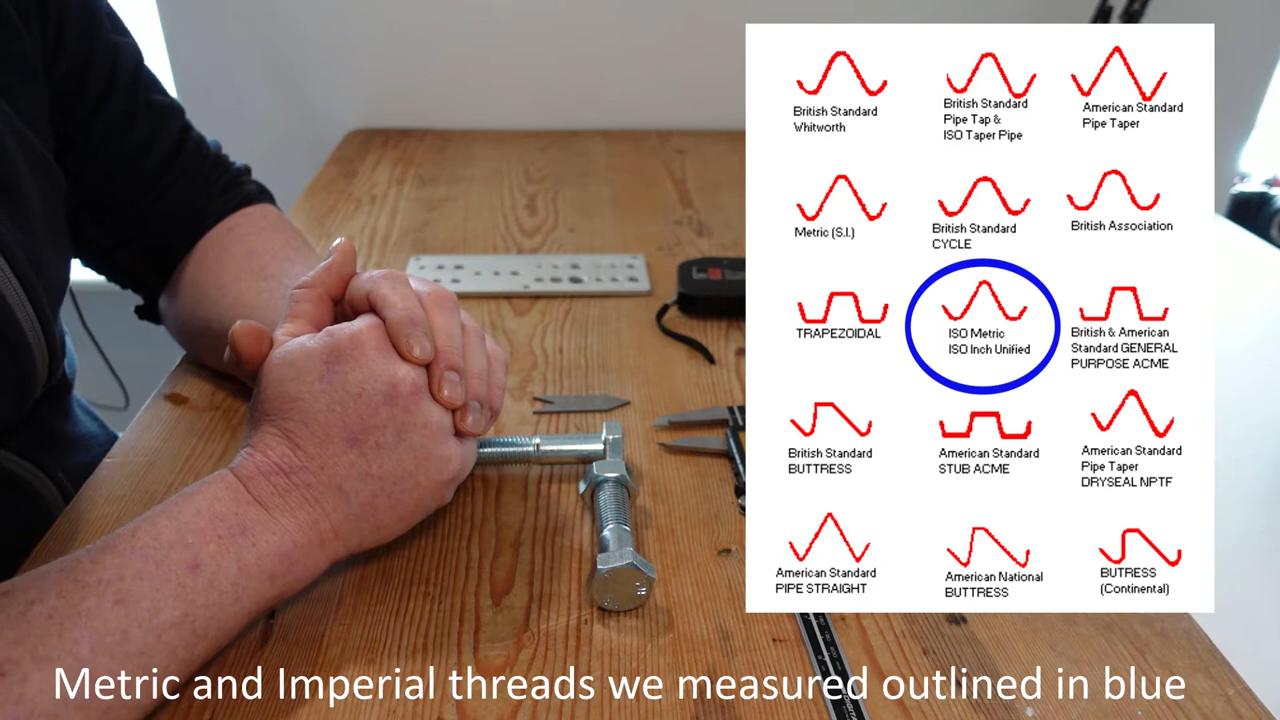 British Standard
Whitworth
British Standard
Pipe Tap &
ISO Taper Pipe
American Standard
Pipe Taper
Metric (S.I.)
British Standard
CYCLE
British Association
TRAPEZOIDAL
ISO Metric
ISO Inch Unified
British & American
Standard GENERAL
PURPOSE ACME
British Standard
BUTTRESS
American Standard
STUB ACME
American Standard
Pipe Taper
DRYSEAL NPTF
American Standard
PIPE STRAIGHT
American National
BUTTRESS
BUTRESS
(Continental)
Metric and Imperial threads we measured outlined in blue